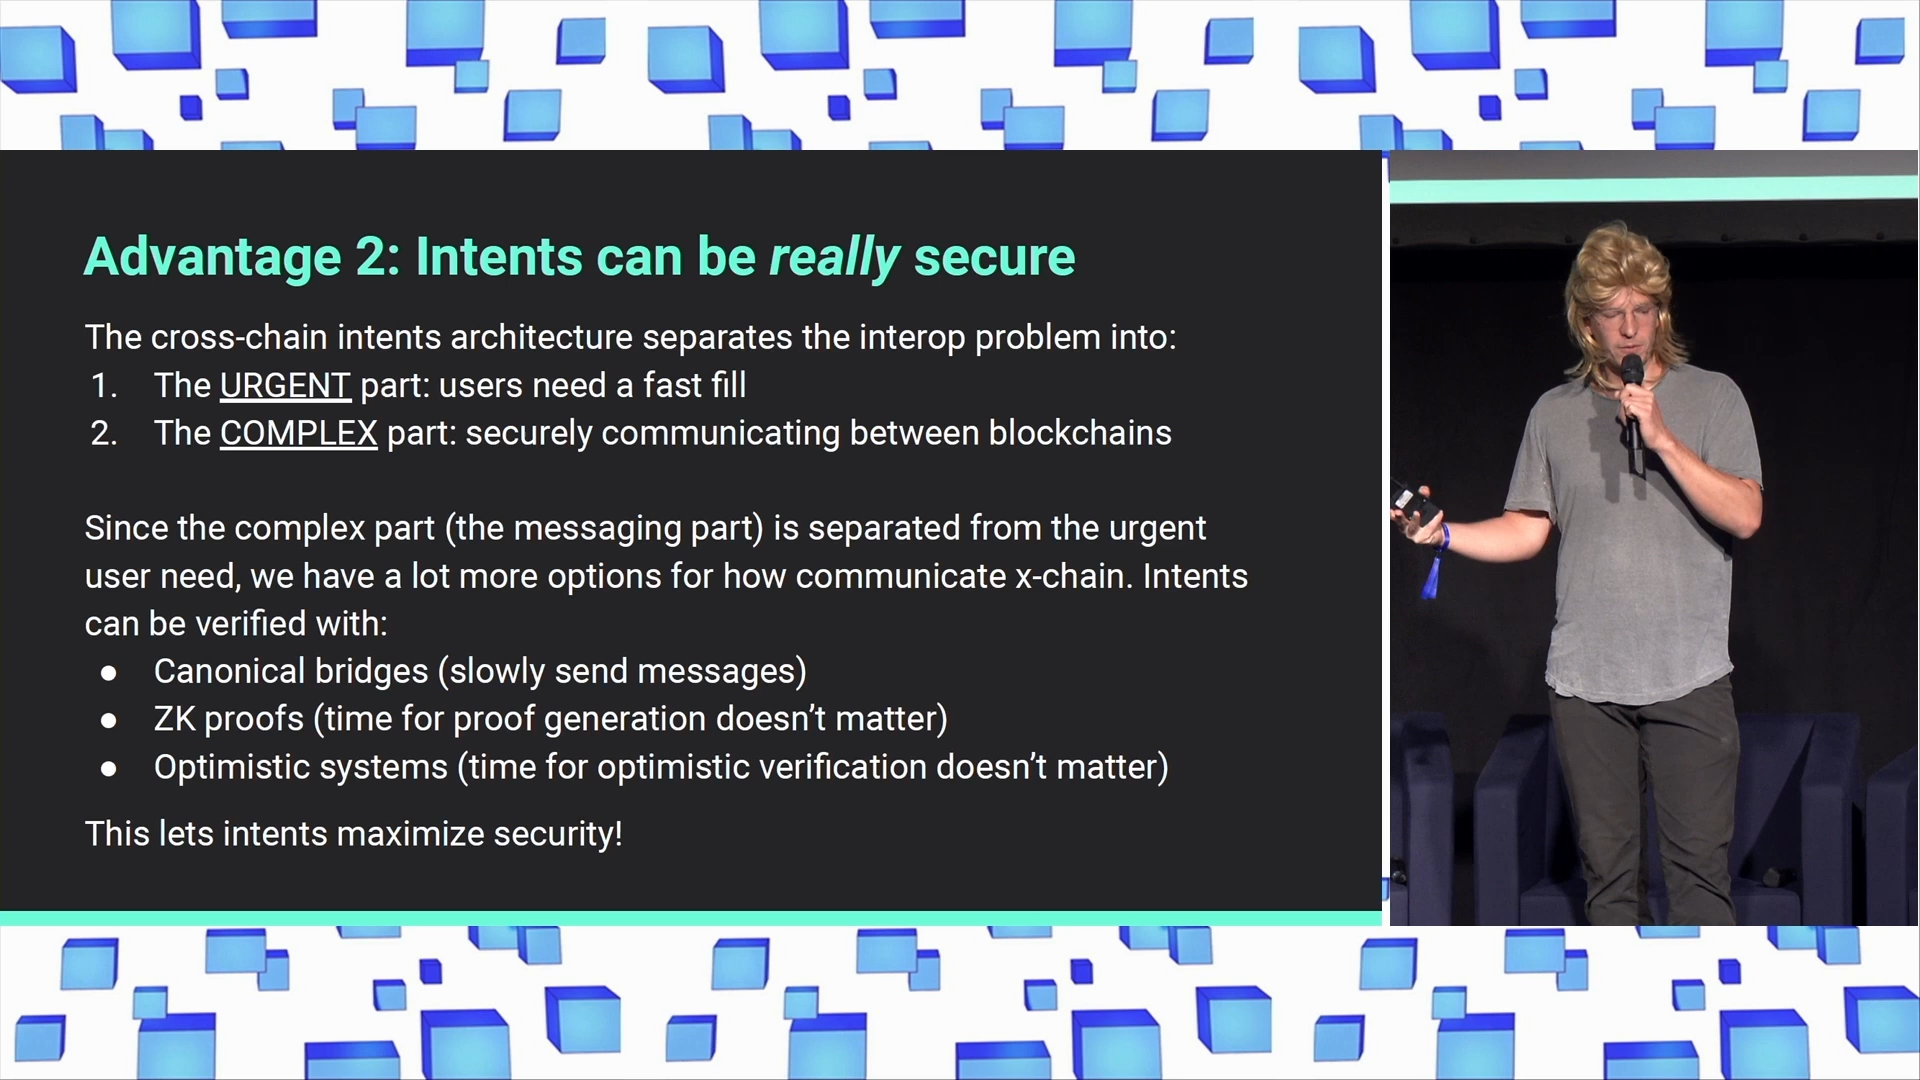 Advantage 2: Intents can be really secure
The cross-chain intents architecture separates the interop problem into:
1. The URGENT part: users need a fast fill
2. The COMPLEX part: securely communicating between blockchains
Since the complex part (the messaging part) is separated from the urgent
user need, we have a lot more options for how communicate x-chain. Intents
can be verified with:
● Canonical bridges (slowly send messages)
● ZK proofs (time for proof generation doesn’t matter)
● Optimistic systems (time for optimistic verification doesn’t matter)
This lets intents maximize security!